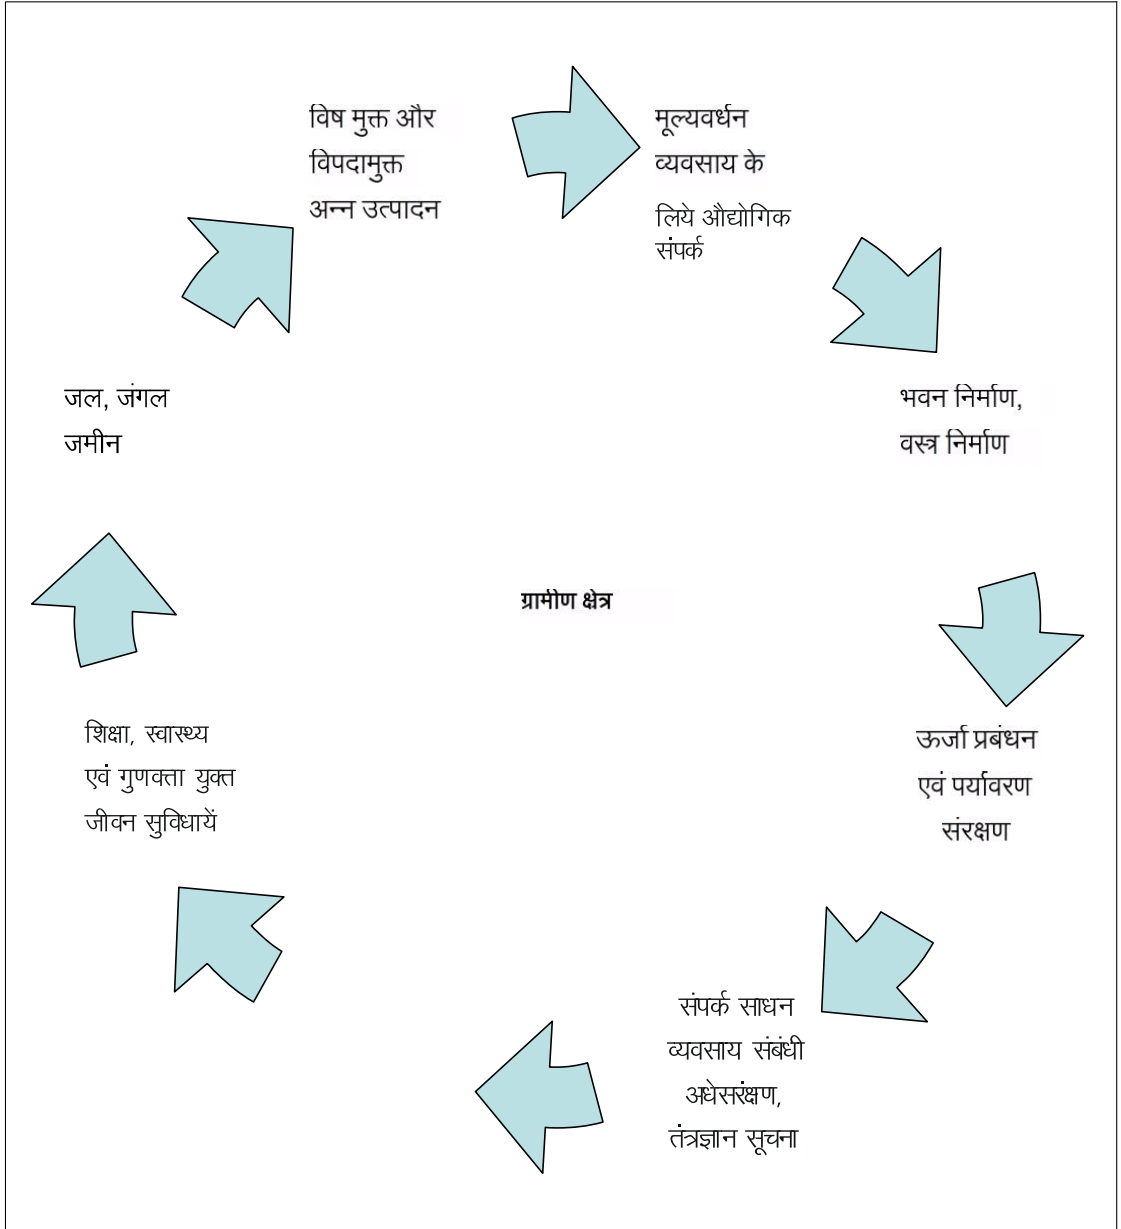 विष मुक्त और
विपदामुक्त
अन्न उत्पादन
मूल्यवर्धन
व्यवसाय के
लिये औद्योगिक
संपर्क
भवन निर्माण,
वस्त्र निर्माण
ऊर्जा प्रबंधन
एवं पर्यावरण
संरक्षण
संपर्क साधन
व्यवसाय संबंधी
अधेसरंक्षण,
तंत्रज्ञान सूचना
शिक्षा, स्वास्थ्य
एवं गुणवत्ता युक्त
जीवन सुविधायें
जल, जंगल
जमीन
ग्रामीण क्षेत्र